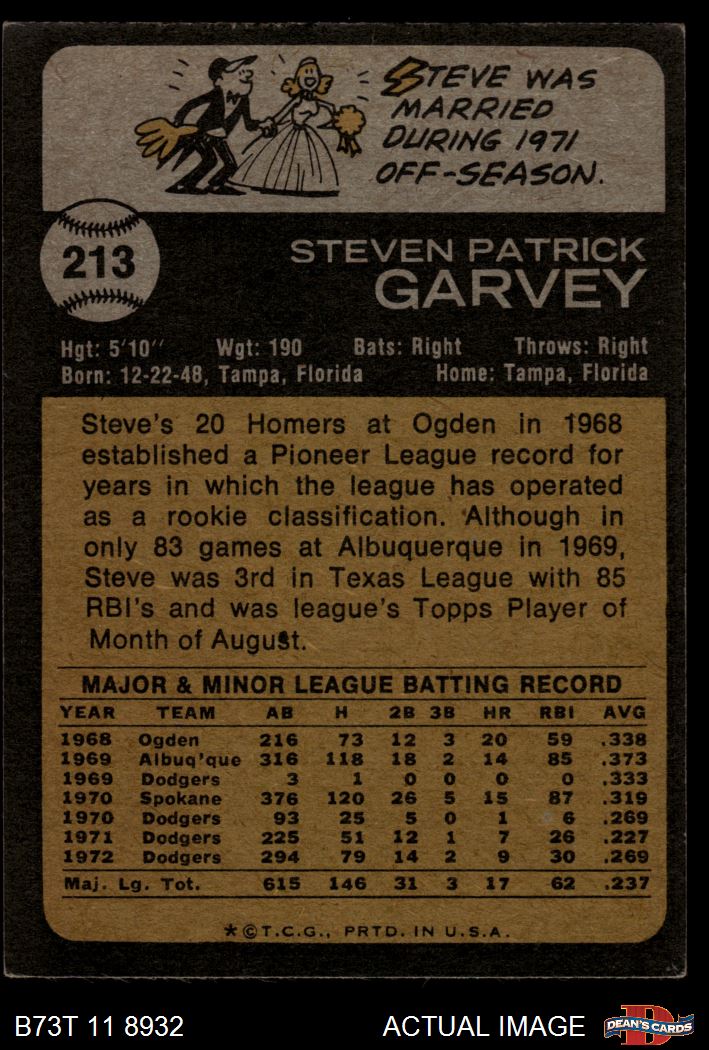 STEVE WAS
MARRIED
DURING 1971
OFF-SEASON.
213
STEVEN PATRICK
GARVEY
Hgt: 5'10" Wgt: 190 Bats: Right Throws: Right
Born: 12-22-48, Tampa, Florida Home: Tampa, Florida
Steve's 20 Homers at Ogden in 1968
established a Pioneer League record for
years in which the league has operated
as a rookie classification. Although in
only 83 games at Albuquerque in 1969,
Steve was 3rd in Texas League with 85
RBI's and was league's Topps Player of
Month of August.
MAJOR & MINOR LEAGUE BATTING RECORD
YEAR TEAM AB H 2B 3B HR RBI AVG
1968 Ogden 216 73 12 3 20 59 .338
1969 Albuq'que 316 118 18 2 14 85 .373
1969 Dodgers 3 1 0 0 0 0 .333
1970 Spokane 376 120 26 5 15 87 .319
1970 Dodgers 93 25 5 0 1 6 .269
1971 Dodgers 225 51 12 1 7 26 .227
1972 Dodgers 294 79 14 2 9 30 .269
Maj. Lg. Tot. 615 146 31 3 17 62 .237
*©T.C.G., PRTD. IN U.S.A.
B73T 11 8932 ACTUAL IMAGE D DEAN'S CARDS